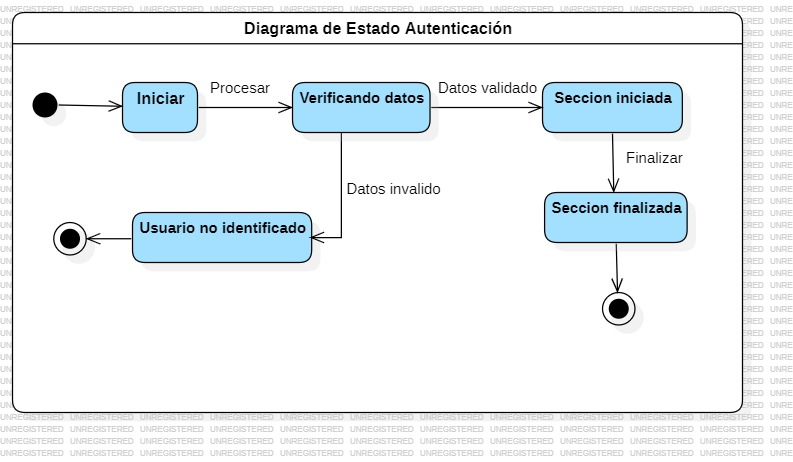 Diagrama de Estado Autenticación
Iniciar
Procesar
Verificando datos
Datos validado
Seccion iniciada
Finalizar
Datos invalido
Usuario no identificado
Seccion finalizada
UNREGISTERED